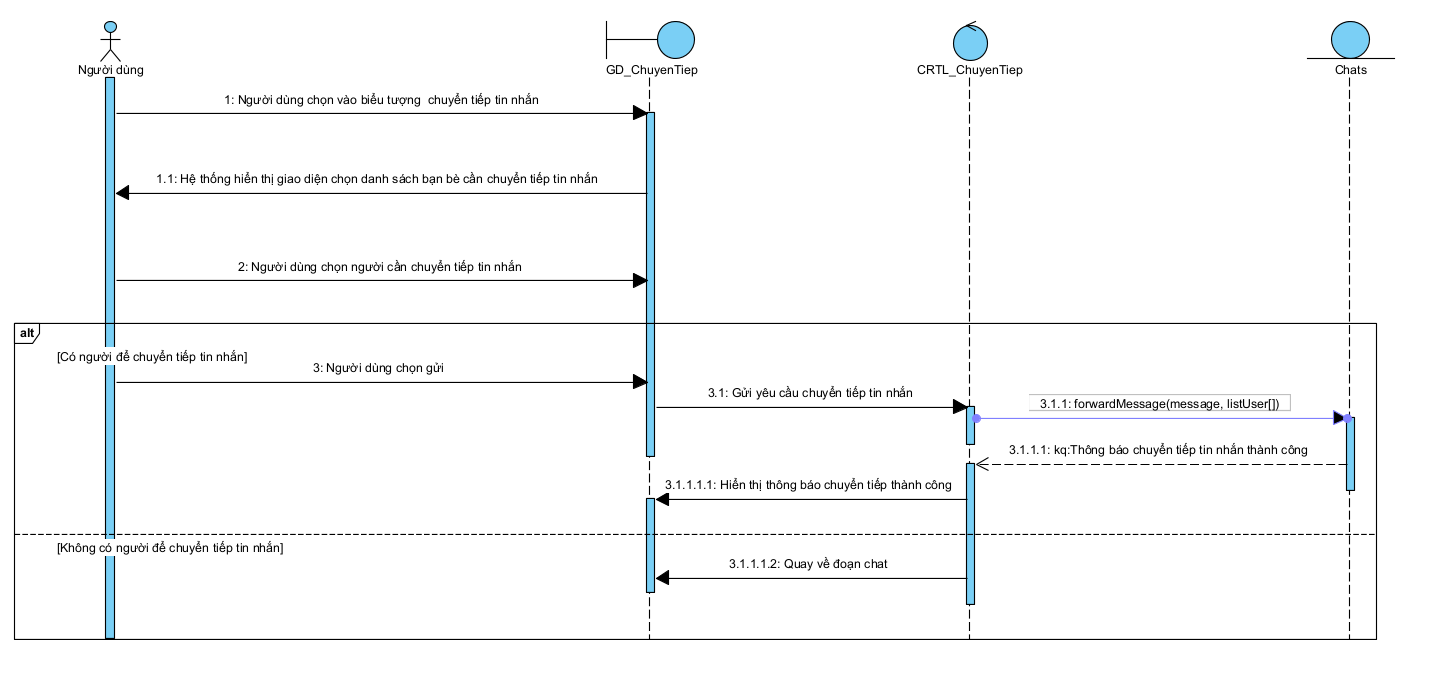 Người dùng
GD_ChuyenTiep
CRTL_ChuyenTiep
Chats
1: Người dùng chọn vào biểu tượng  chuyển tiếp tin nhắn
1.1: Hệ thống hiển thị giao diện chọn danh sách bạn bè cần chuyển tiếp tin nhắn
2: Người dùng chọn người cần chuyển tiếp tin nhắn
alt
[Có người để chuyển tiếp tin nhắn]
3: Người dùng chọn gửi
3.1: Gửi yêu cầu chuyển tiếp tin nhắn
3.1.1: forwardMessage(message, listUser[])
3.1.1.1: kq:Thông báo chuyển tiếp tin nhắn thành công
3.1.1.1.1: Hiển thị thông báo chuyển tiếp thành công
[Không có người để chuyển tiếp tin nhắn]
3.1.1.1.2: Quay về đoạn chat